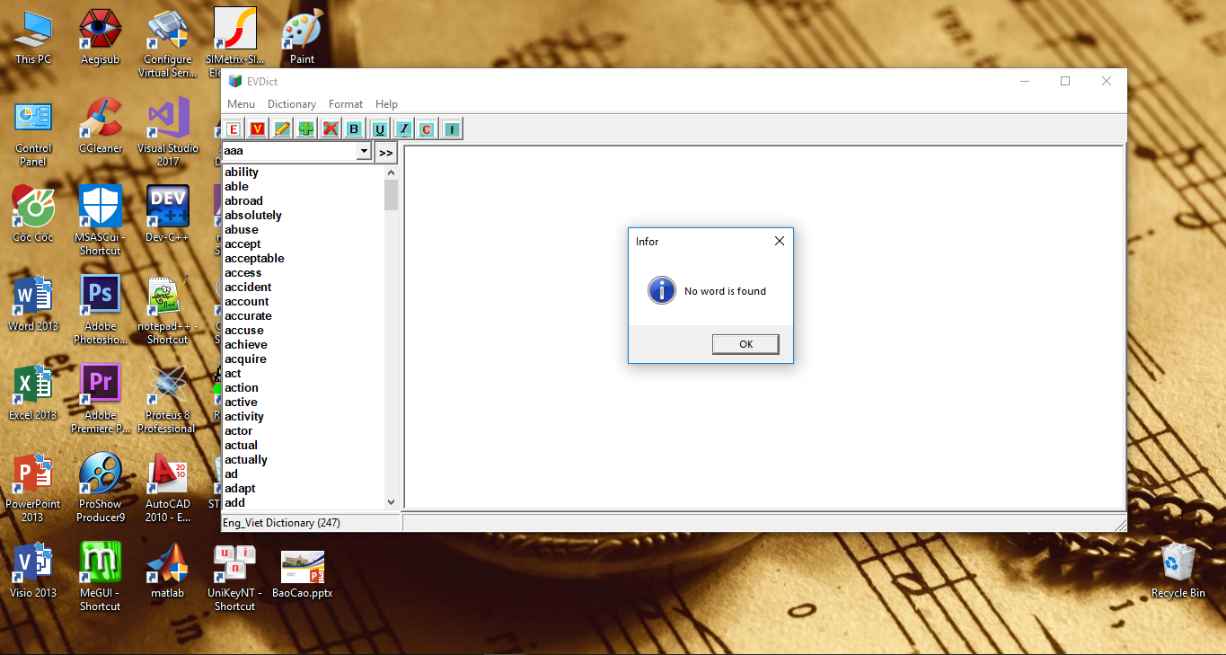 This PC
Aegisub
Configure
Virtual Seri...
SIMetrix-SI...
Paint
EVDict
Menu Dictionary Format Help
E V B U I C f
aaa >>
ability
able
abroad
absolutely
abuse
accept
acceptable
access
accident
account
accurate
accuse
achieve
acquire
act
action
active
activity
actor
actual
actually
ad
adapt
add
Eng_Viet Dictionary (247)
Infor
No word is found
OK
Control
Panel
CCleaner
Visual Studio
2017
Cốc Cốc
MSASCui -
Shortcut
DEV
C++
Dev-C++
Word 2013
Ps
Adobe
Photosho...
notepad++ -
Shortcut
Excel 2013
Pr
Adobe
Premiere P...
Proteus 8
Professional
PowerPoint
2013
ProShow
Producer9
2010
AutoCAD
2010 - E...
Visio 2013
MeGUI -
Shortcut
matlab
u i
n
UniKeyNT -
Shortcut
BaoCao.pptx
Recycle Bin